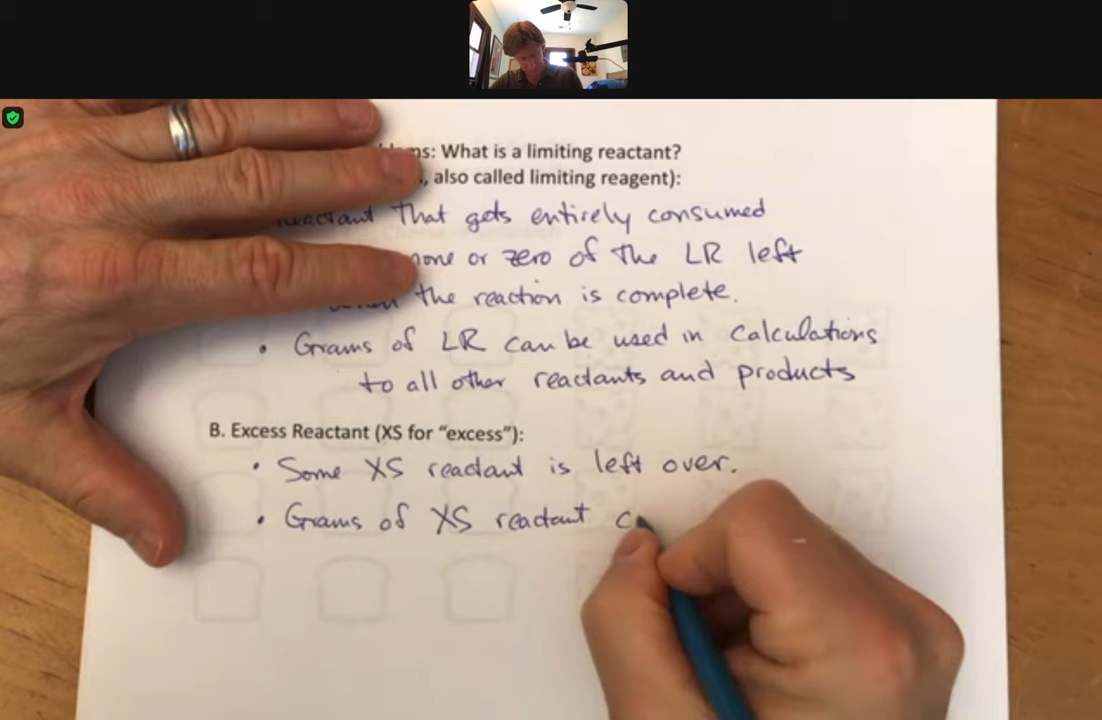 ms: What is a limiting reactant?
, also called limiting reagent):
Reactant that gets entirely consumed
none or zero of the LR left
when the reaction is complete.
• Grams of LR can be used in calculations
to all other reactants and products
B. Excess Reactant (XS for “excess”):
• Some XS reactant is left over.
• Grams of XS reactant c